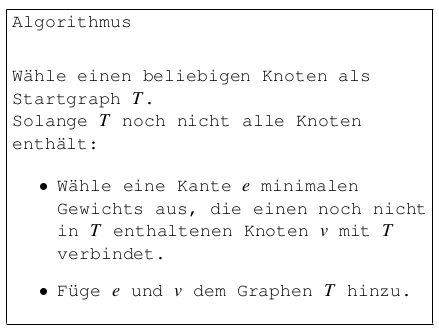 Algorithmus
Wähle einen beliebigen Knoten als
Startgraph T.
Solange T noch nicht alle Knoten
enthält:
• Wähle eine Kante e minimalen
Gewichts aus, die einen noch nicht
in T enthaltenen Knoten v mit T
verbindet.
• Füge e und v dem Graphen T hinzu.